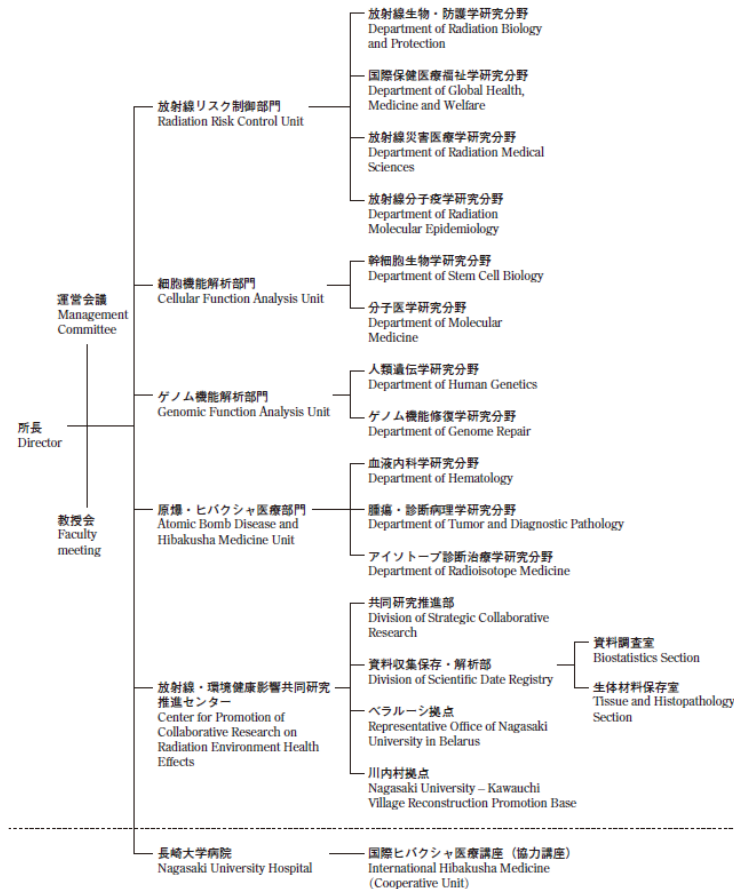 所長
Director
運営会議
Management
Committee
教授会
Faculty
meeting
放射線リスク制御部門
Radiation Risk Control Unit
放射線生物・防護学研究分野
Department of Radiation Biology
and Protection
国際保健医療福祉学研究分野
Department of Global Health,
Medicine and Welfare
放射線災害医療学研究分野
Department of Radiation Medical
Sciences
放射線分子疫学研究分野
Department of Radiation
Molecular Epidemiology
細胞機能解析部門
Cellular Function Analysis Unit
幹細胞生物学研究分野
Department of Stem Cell Biology
分子医学研究分野
Department of Molecular
Medicine
ゲノム機能解析部門
Genomic Function Analysis Unit
人類遺伝学研究分野
Department of Human Genetics
ゲノム機能修復学研究分野
Department of Genome Repair
原爆・ヒバクシャ医療部門
Atomic Bomb Disease and
Hibakusha Medicine Unit
血液内科学研究分野
Department of Hematology
腫瘍・診断病理学研究分野
Department of Tumor and Diagnostic Pathology
アイソトープ診断治療学研究分野
Department of Radioisotope Medicine
放射線・環境健康影響共同研究
推進センター
Center for Promotion of
Collaborative Research on
Radiation Environment Health
Effects
共同研究推進部
Division of Strategic Collaborative
Research
資料収集保存・解析部
Division of Scientific Date Registry
資料調査室
Biostatistics Section
生体材料保存室
Tissue and Histopathology
Section
ベラルーシ拠点
Representative Office of Nagasaki
University in Belarus
川内村拠点
Nagasaki University – Kawauchi
Village Reconstruction Promotion Base
長崎大学病院
Nagasaki University Hospital
国際ヒバクシャ医療講座（協力講座）
International Hibakusha Medicine
(Cooperative Unit)